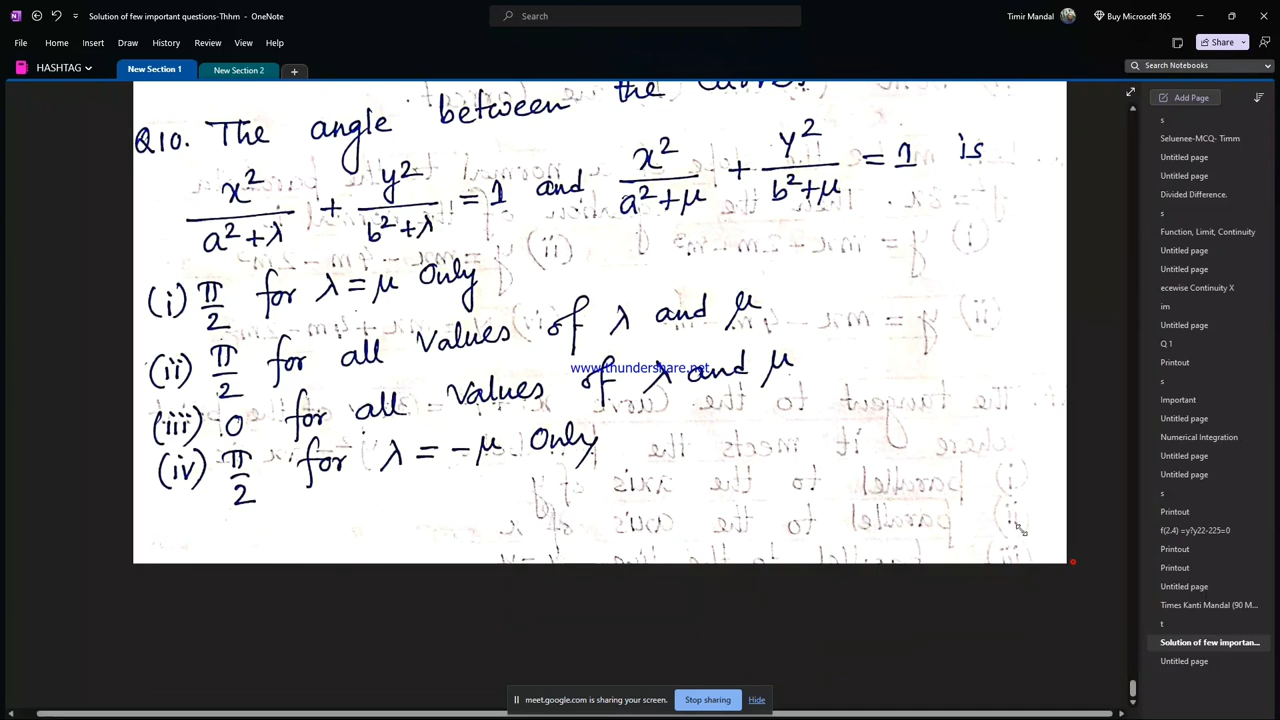 Solution of few important questions-Thhm - OneNote
Search
Timir Mandal
Buy Microsoft 365
File Home Insert Draw History Review View Help
Share
HASHTAG
New Section 1
New Section 2
Search Notebooks
Q10. The angle between the curves
x²/(a²+λ) + y²/(b²+λ) = 1 and x²/(a²+μ) + y²/(b²+μ) = 1 is
(i) π/2 for λ = μ Only
(ii) π/2 for all values of λ and μ
(iii) 0 for all values of λ and μ
(iv) π/2 for λ = -μ Only
www.thundershare.net
Add Page
s
Seluenee-MCQ- Timm
Untitled page
Untitled page
Divided Difference.
s
Function, Limit, Continuity
Untitled page
Untitled page
ecewise Continuity X
im
Untitled page
Q 1
Printout
s
Important
Untitled page
Numerical Integration
Untitled page
Untitled page
s
Printout
f(2.4) =y?y22-225=0
Printout
Printout
Untitled page
Times Kanti Mandal (90 M...
t
Solution of few importan...
Untitled page
meet.google.com is sharing your screen.
Stop sharing
Hide